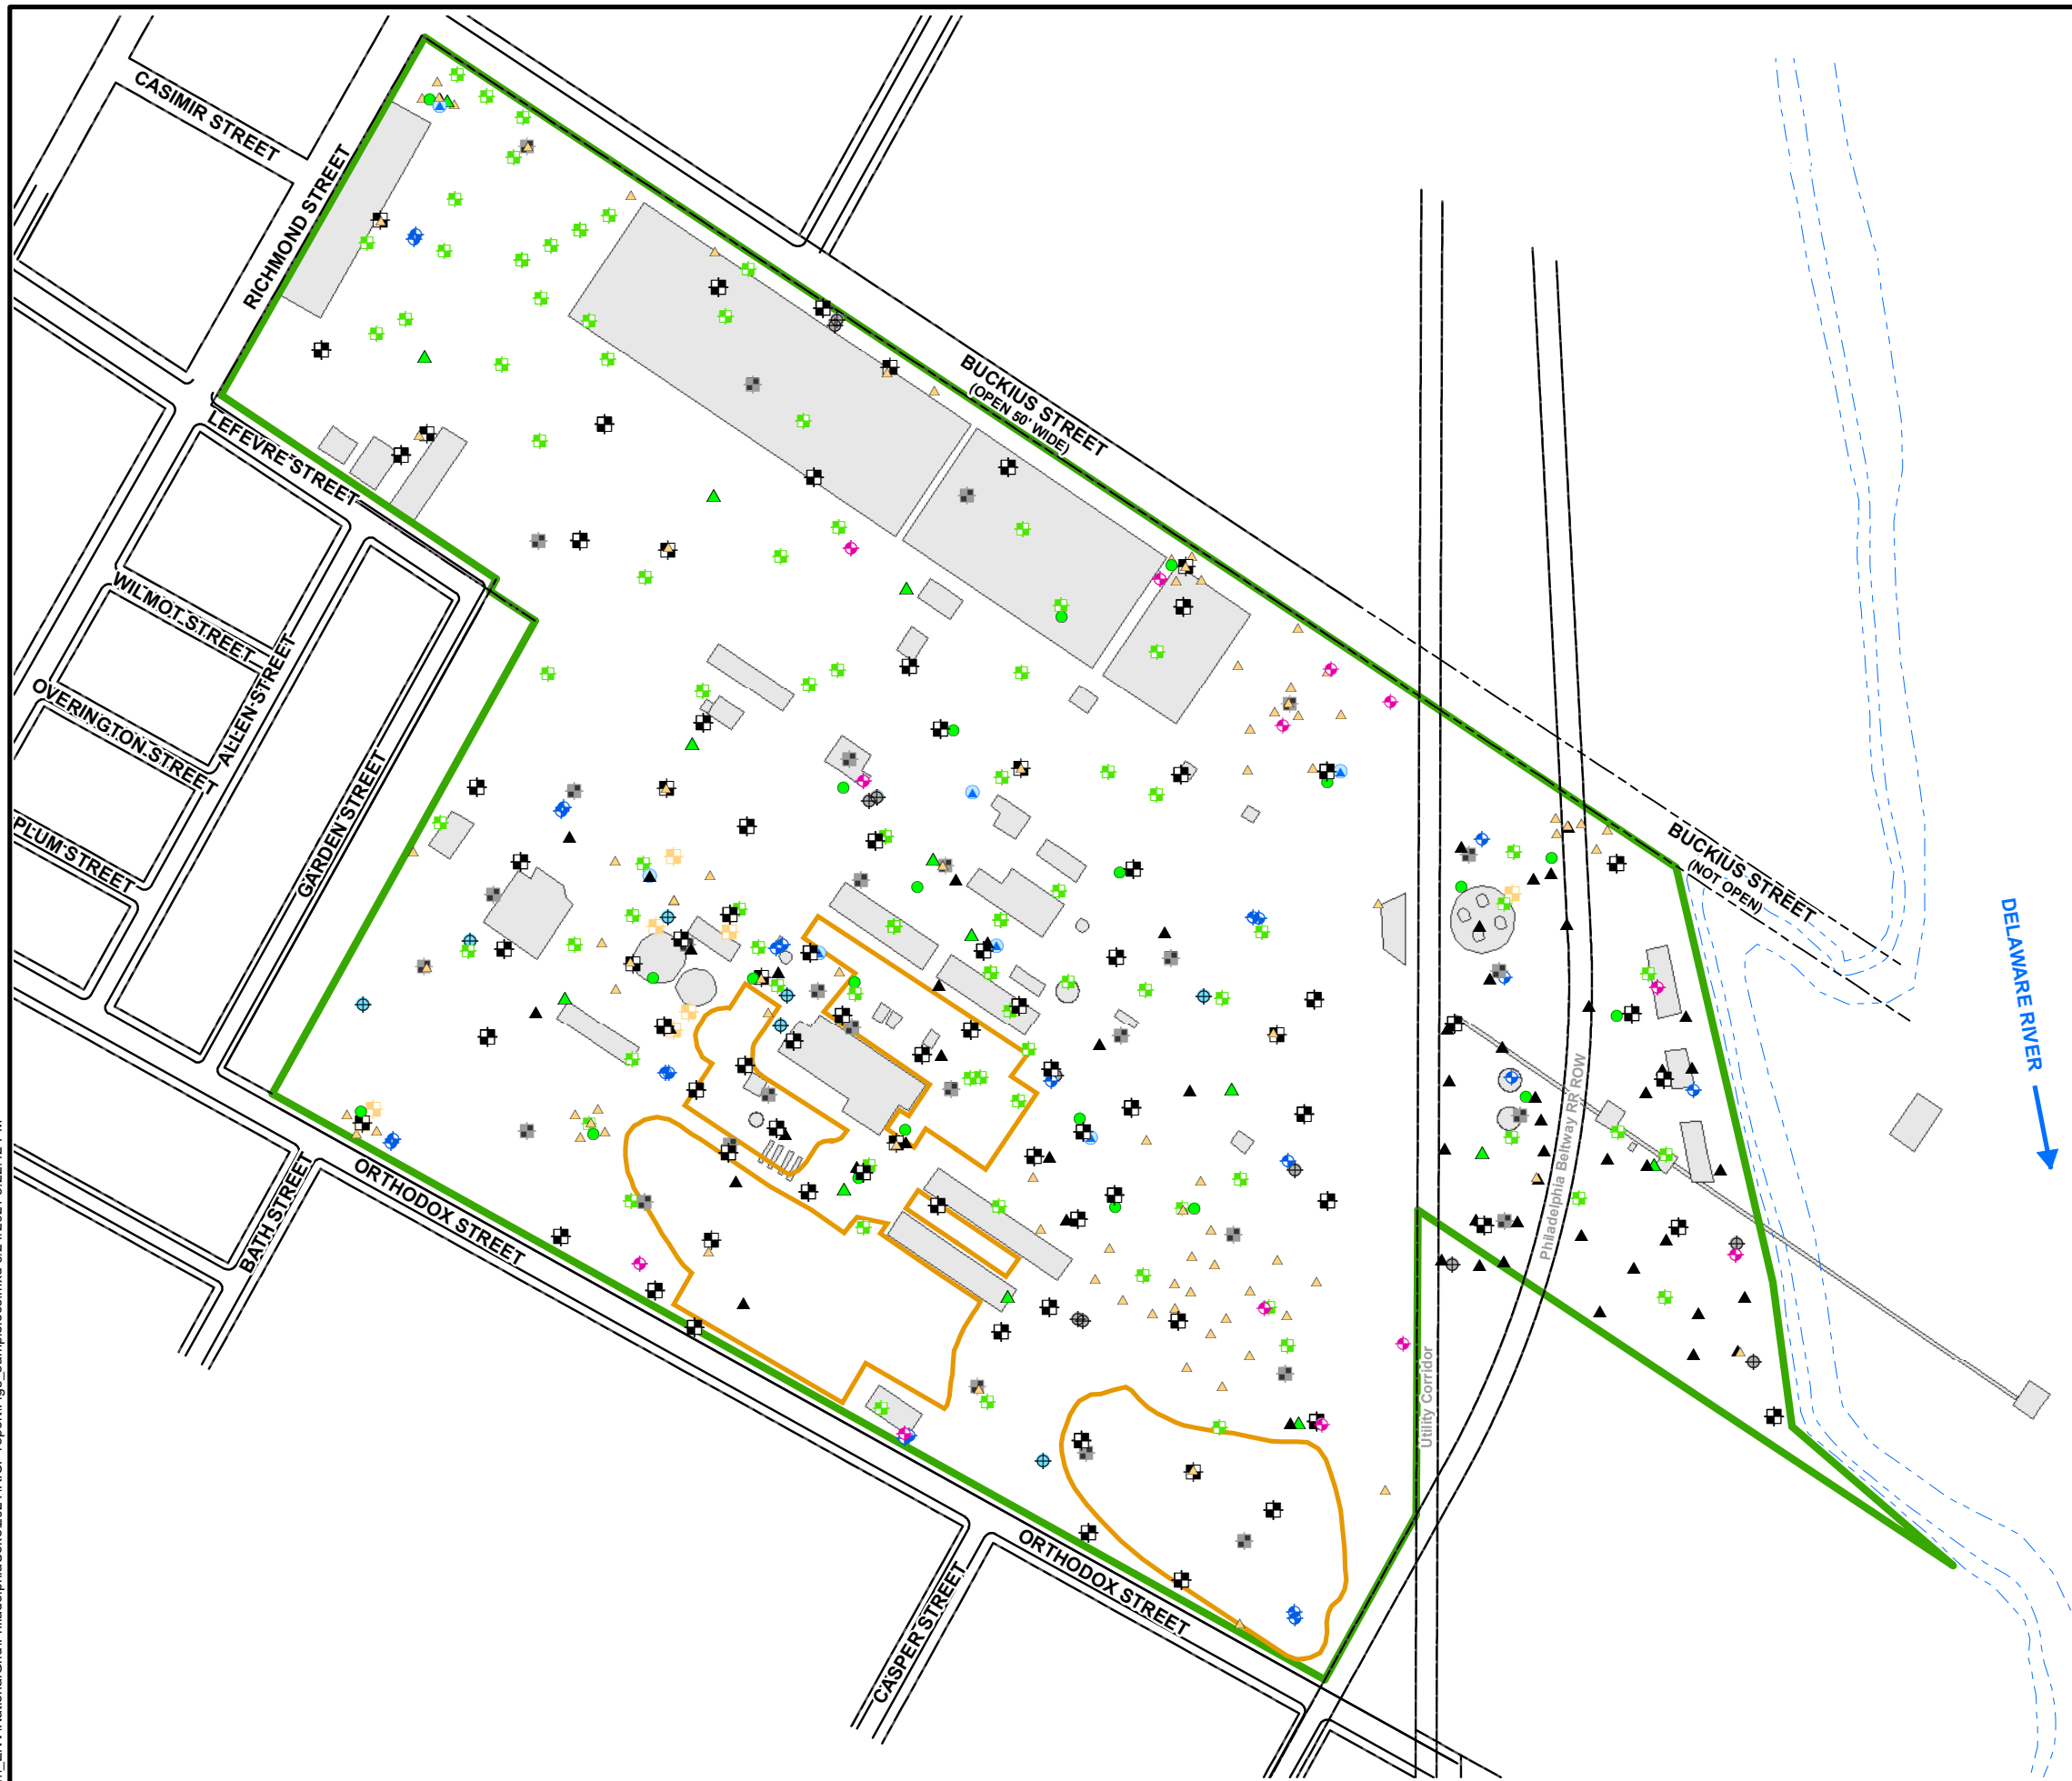 CASIMIR STREET
RICHMOND STREET
BUCKIUS STREET
(OPEN 50' WIDE)
LEFEVRE STREET
WILMOT STREET
ALLEN STREET
OVERINGTON STREET
GARDEN STREET
PLUM STREET
BUCKIUS STREET
(NOT OPEN)
DELAWARE RIVER
Philadelphia Beltway RR ROW
BATH STREET
ORTHODOX STREET
Utility Corridor
ORTHODOX STREET
CASPER STREET